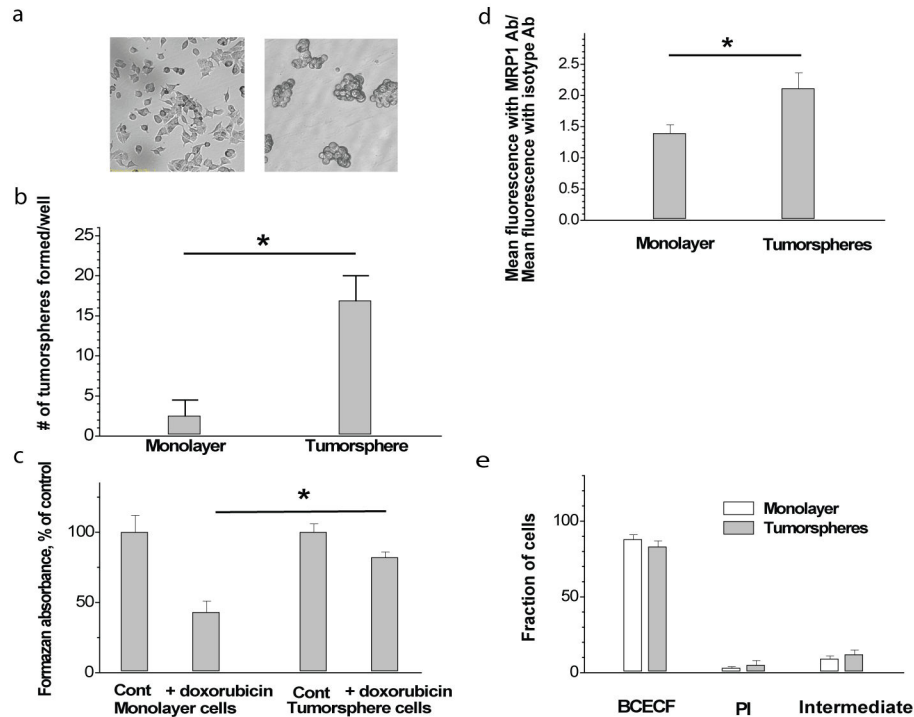 a
b
# of tumorspheres formed/well
25
20
15
10
5
0
*
Monolayer
Tumorsphere
c
Formazan absorbance, % of control
100
50
0
*
Cont + doxorubicin
Monolayer cells
Cont + doxorubicin
Tumorsphere cells
d
Mean fluorescence with MRP1 Ab/
Mean fluorescence with isotype Ab
2.5
2.0
1.5
1.0
0.5
0.0
*
Monolayer
Tumorspheres
e
Fraction of cells
100
50
0
Monolayer
Tumorspheres
BCECF
PI
Intermediate